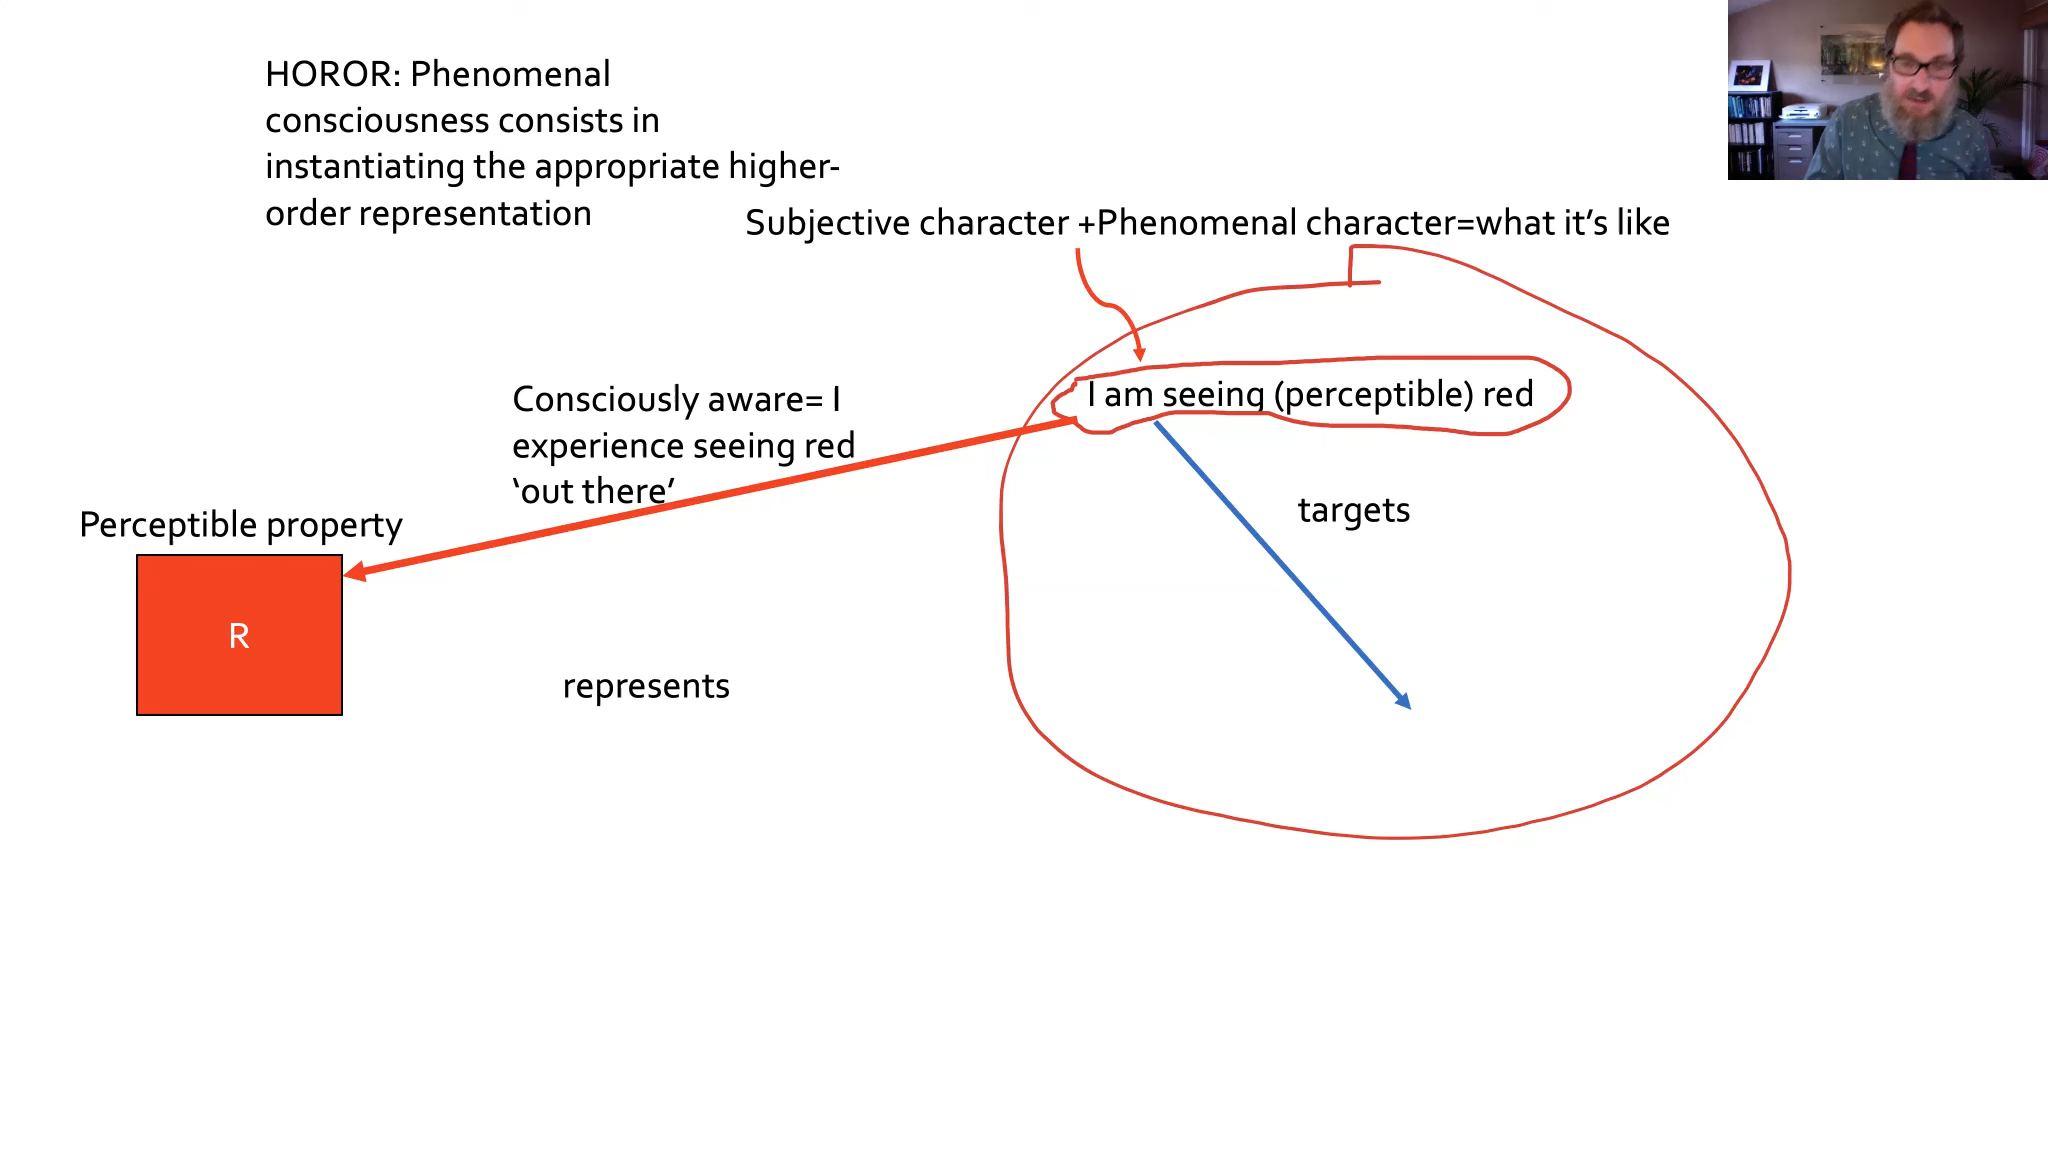 HOROR: Phenomenal
consciousness consists in
instantiating the appropriate higher-
order representation
Subjective character +Phenomenal character=what it's like
I am seeing (perceptible) red
Consciously aware= I
experience seeing red
‘out there’
targets
Perceptible property
R
represents